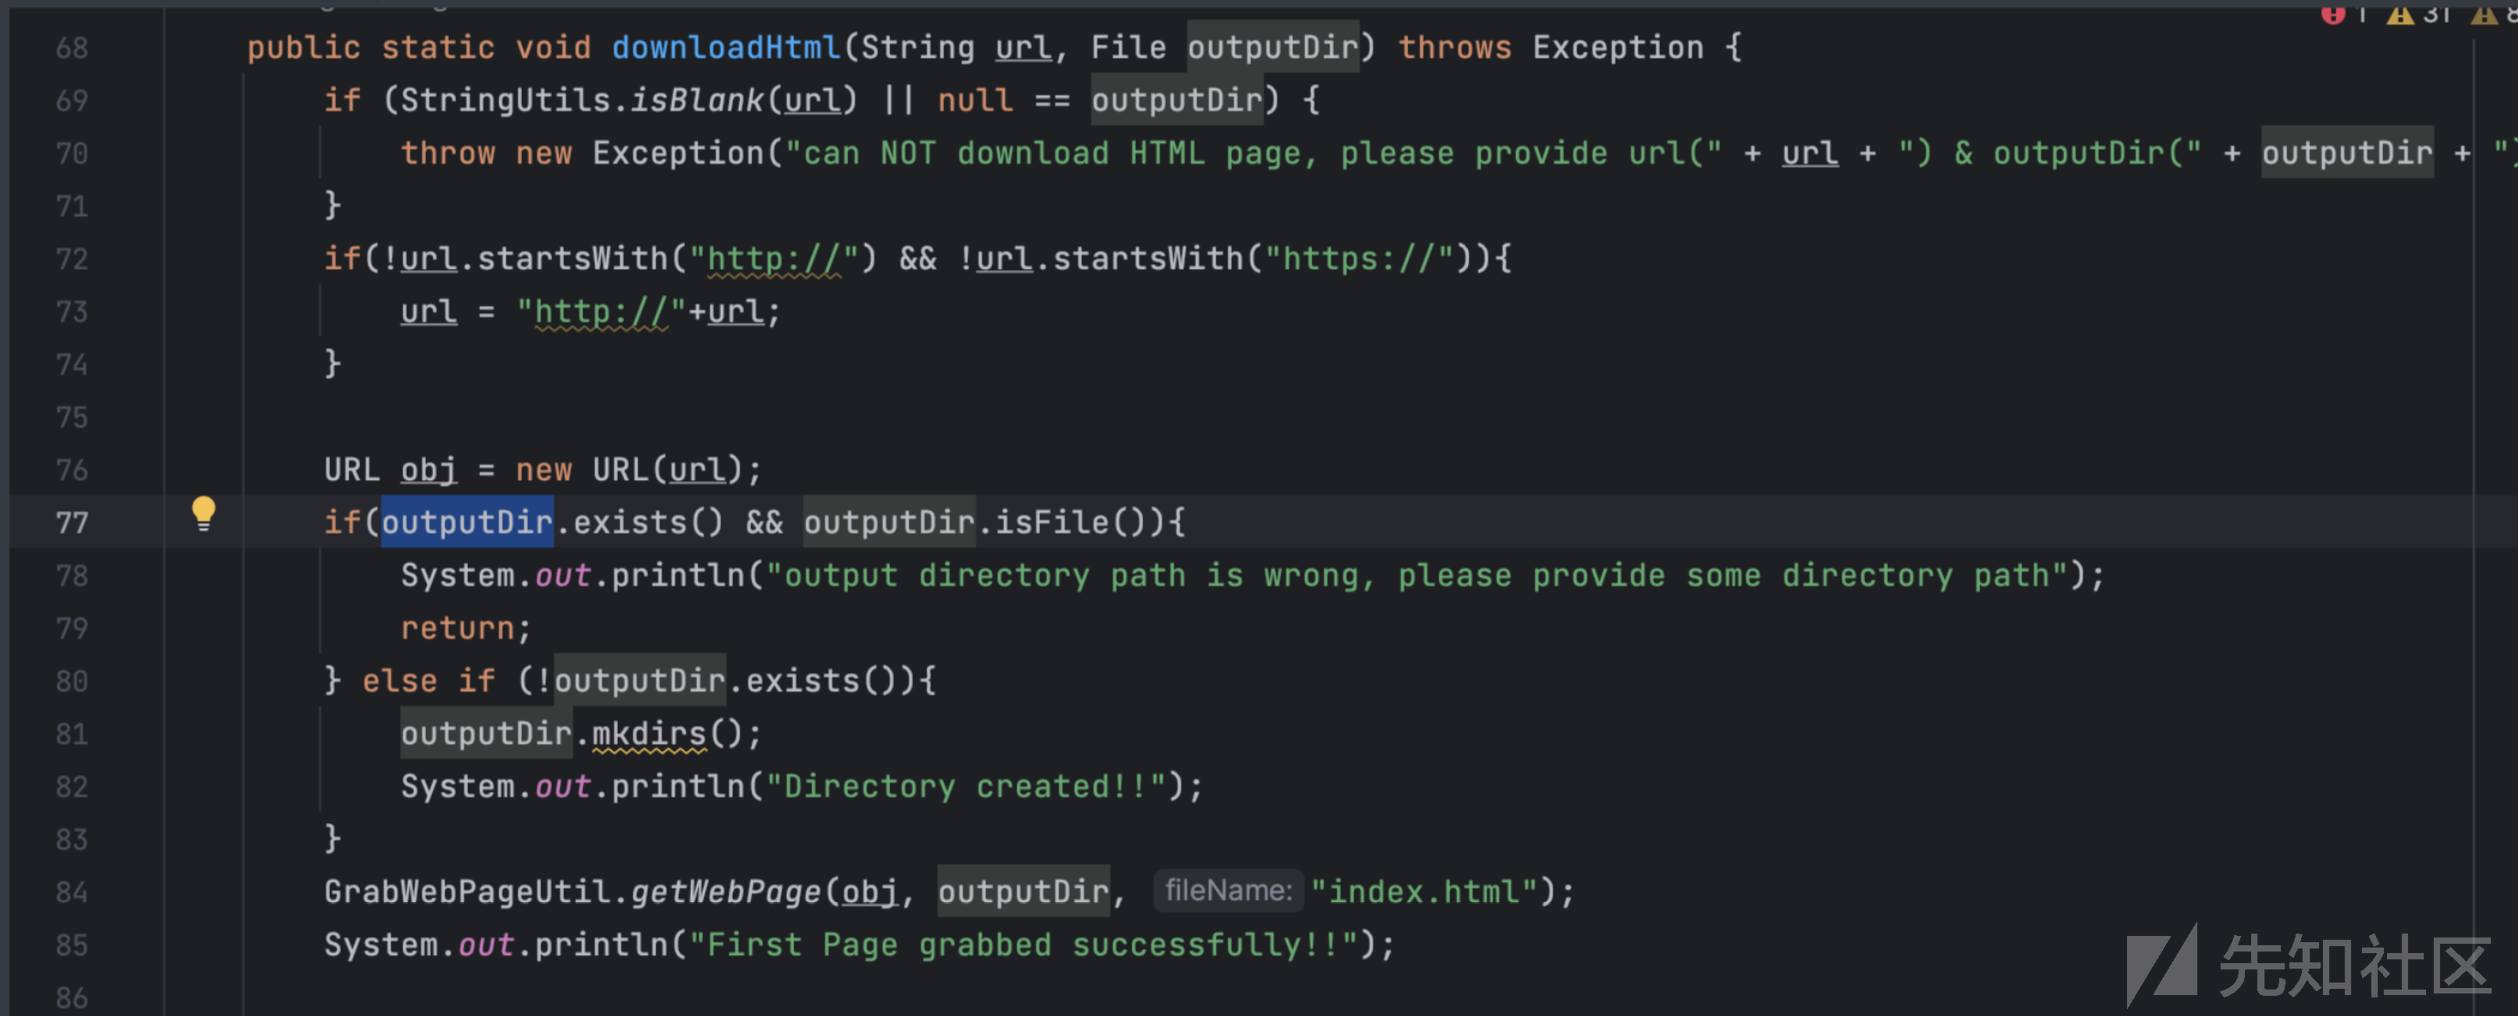 1 31 8
68 public static void downloadHtml(String url, File outputDir) throws Exception {
69 if (StringUtils.isBlank(url) || null == outputDir) {
70 throw new Exception("can NOT download HTML page, please provide url(" + url + ") & outputDir(" + outputDir + ")
71 }
72 if(!url.startsWith("http://") && !url.startsWith("https://")){
73 url = "http://"+url;
74 }
75
76 URL obj = new URL(url);
77 if(outputDir.exists() && outputDir.isFile()){
78 System.out.println("output directory path is wrong, please provide some directory path");
79 return;
80 } else if (!outputDir.exists()){
81 outputDir.mkdirs();
82 System.out.println("Directory created!!");
83 }
84 GrabWebPageUtil.getWebPage(obj, outputDir, fileName: "index.html");
85 System.out.println("First Page grabbed successfully!!");
86
先知社区